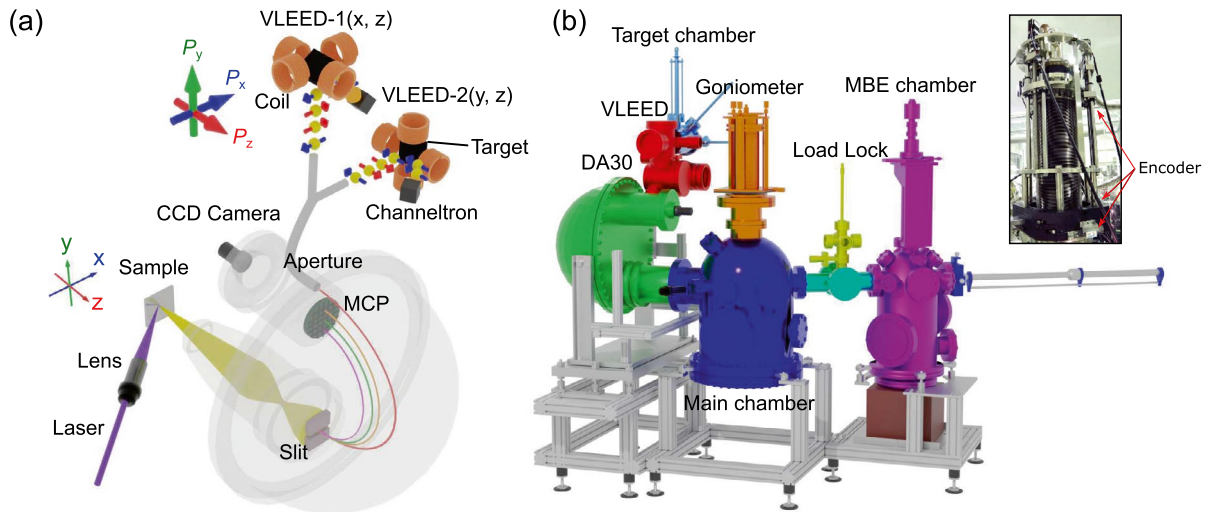 (a)
VLEED-1(x, z)
Py
Px
Pz
Coil
VLEED-2(y, z)
Target
Channeltron
CCD Camera
Aperture
MCP
y
x
z
Sample
Lens
Laser
Slit
(b)
Target chamber
Goniometer
VLEED
DA30
MBE chamber
Load Lock
Main chamber
Encoder